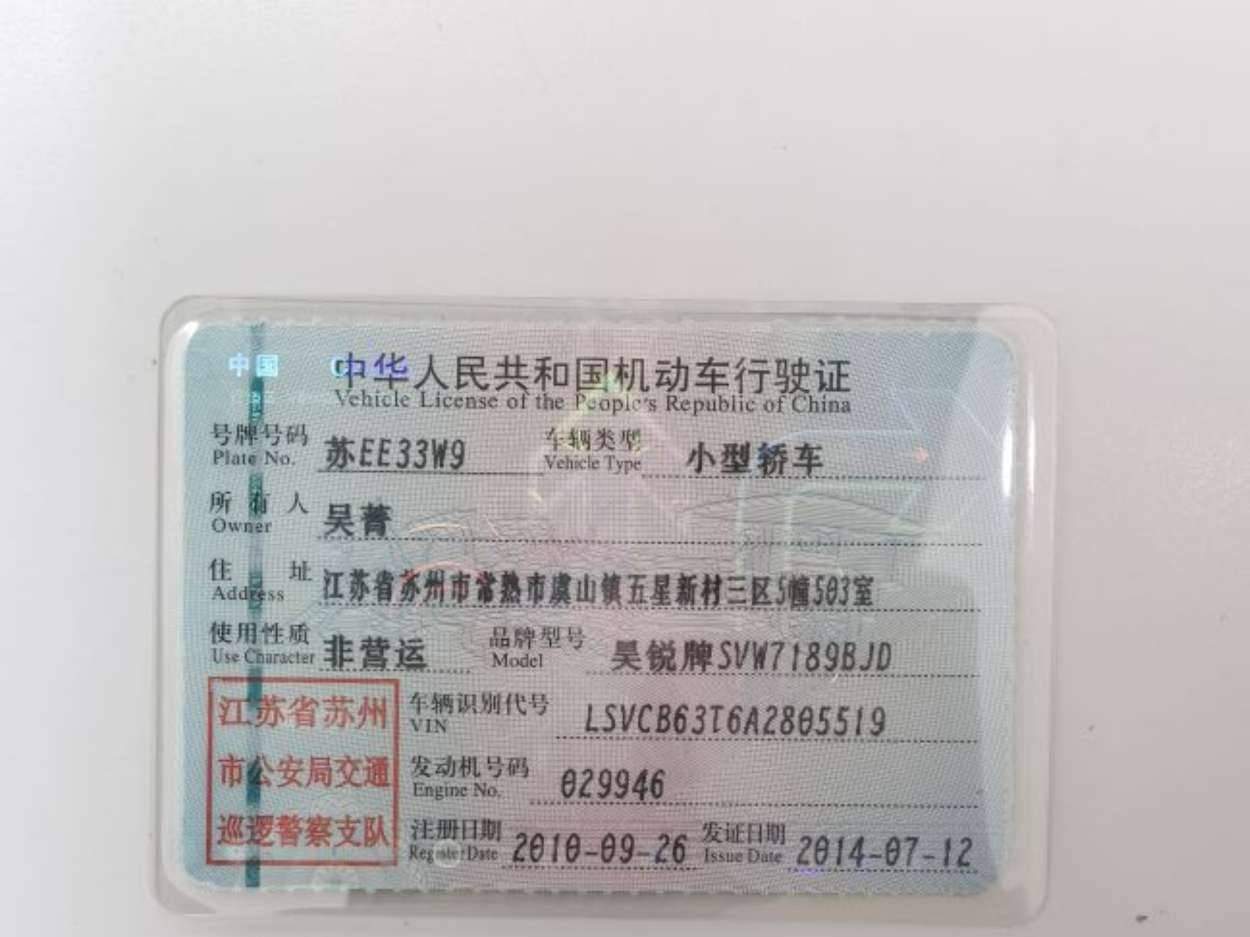 中国
中华人民共和国机动车行驶证
Vehicle License of the People's Republic of China
号牌号码 苏EE33W9 车辆类型 小型轿车
Plate No. Vehicle Type
所有人 吴菁
Owner
住址 江苏省苏州市常熟市虞山镇五星新村三区5幢503室
Address
使用性质 非营运 品牌型号 昊锐牌SVW7189BJD
Use Character Model
江苏省苏州 车辆识别代号 LSVCB63T6A2805519
VIN
市公安局交通 发动机号码 029946
Engine No.
巡逻警察支队 注册日期 2010-09-26 发证日期 2014-07-12
Register Date Issue Date